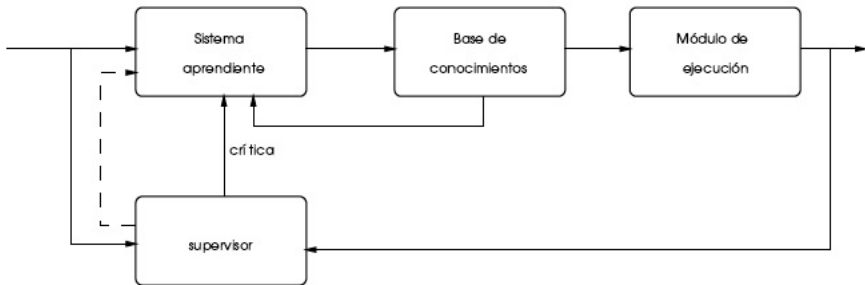 Sistema
aprendiente
Base de
conocimientos
Módulo de
ejecución
crítica
supervisor